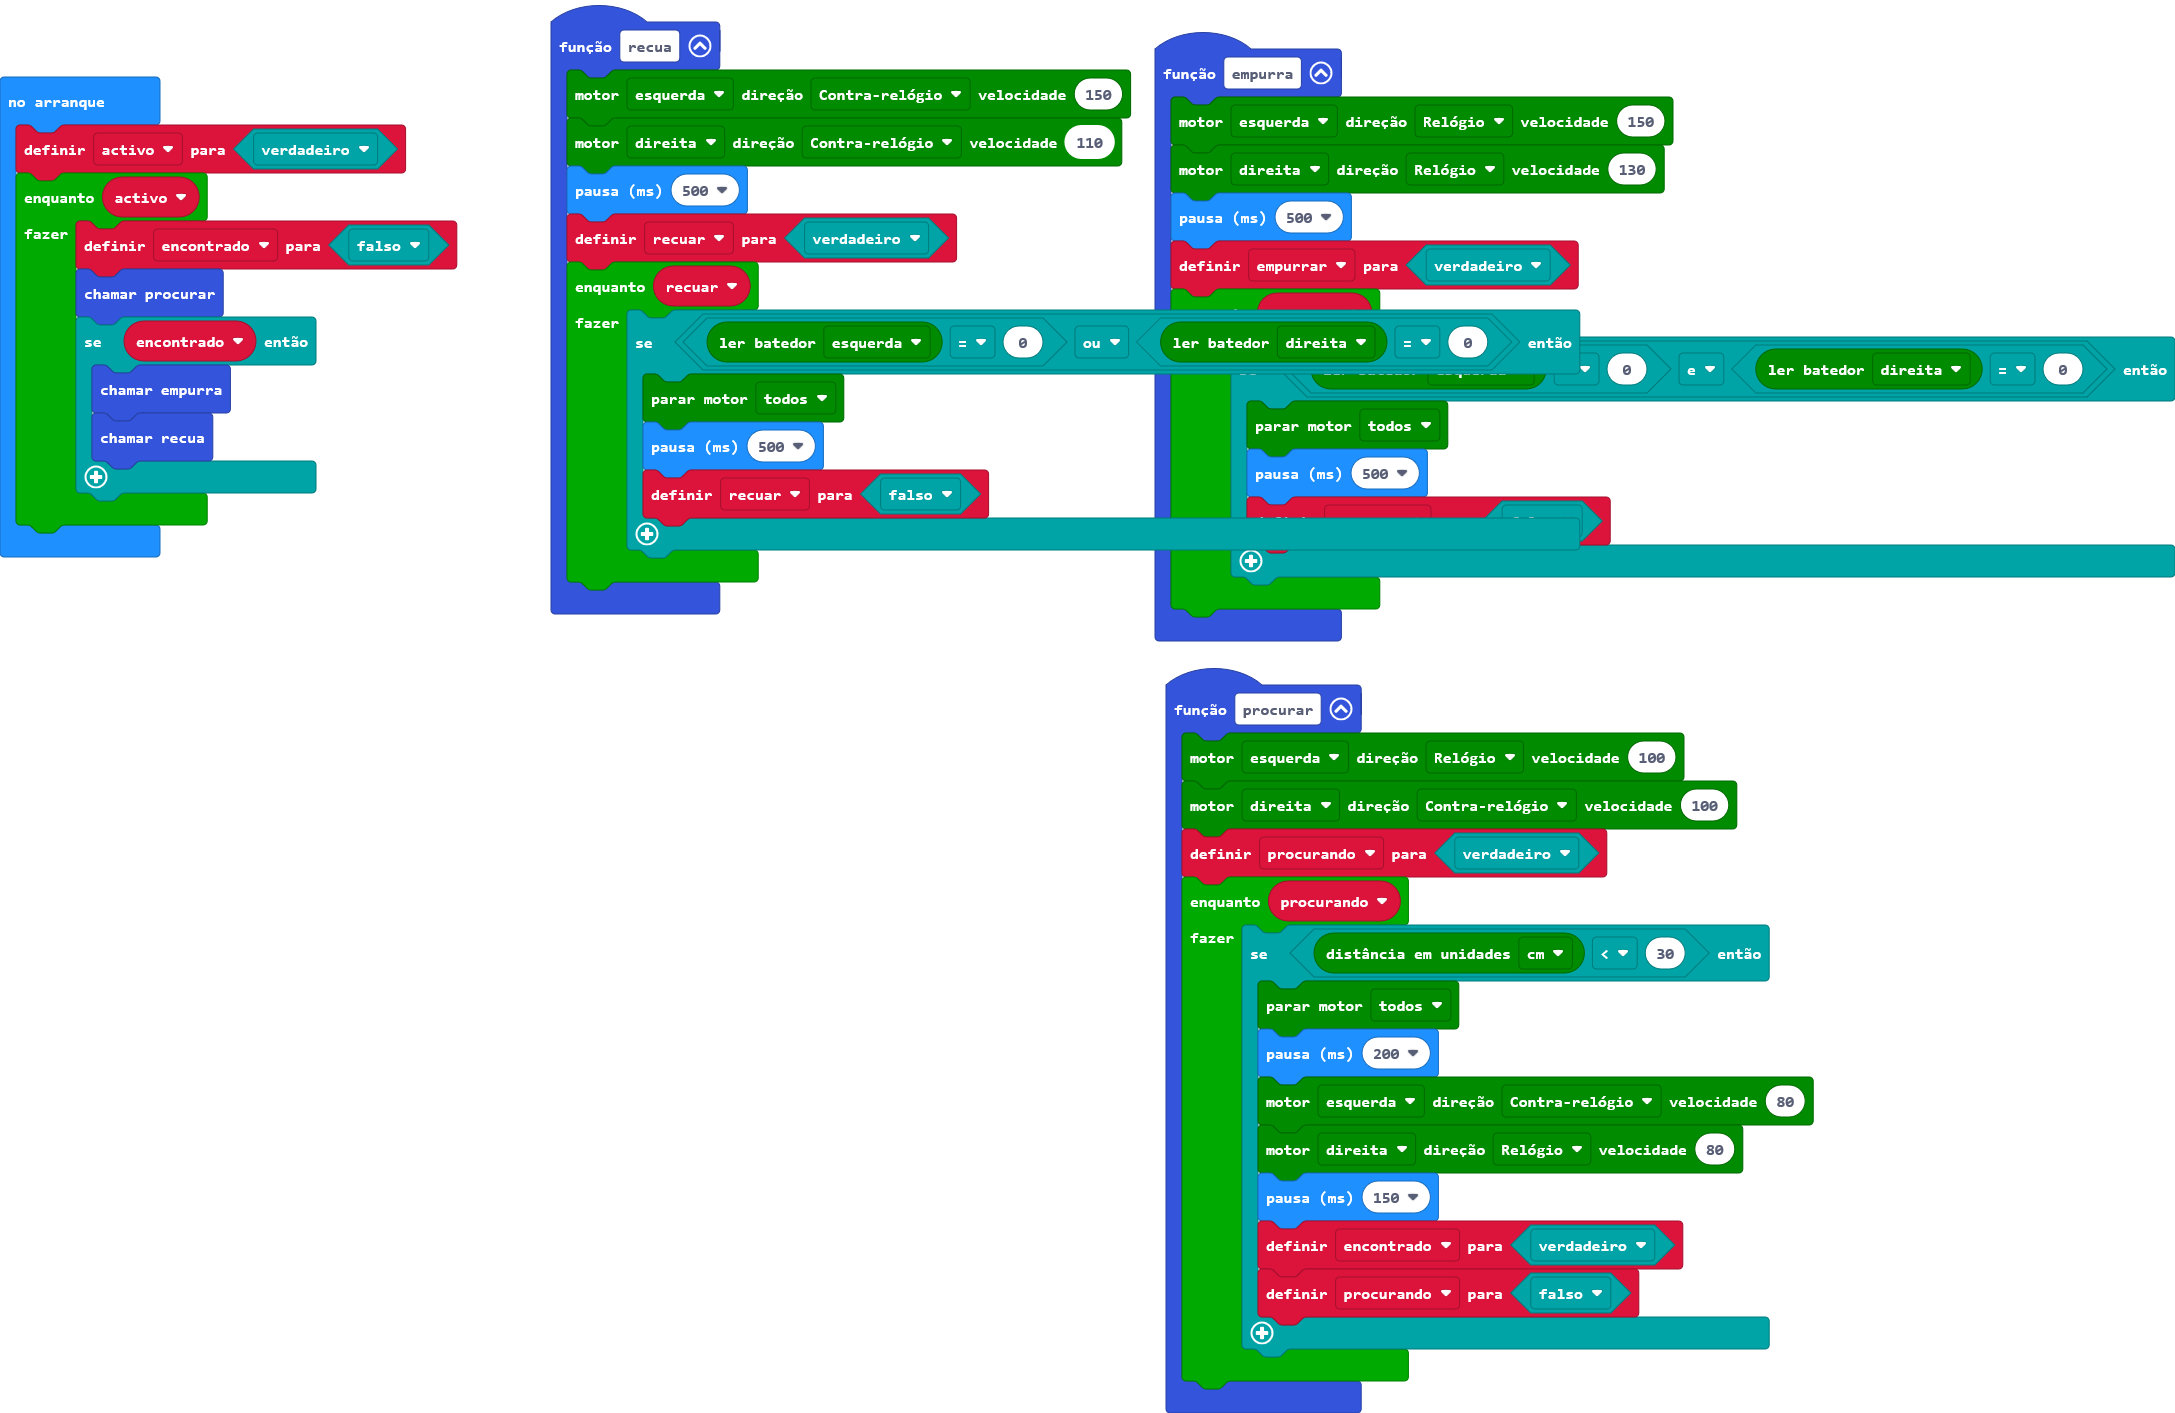 no arranque
definir activo para verdadeiro
enquanto activo
fazer
definir encontrado para falso
chamar procurar
se encontrado então
chamar empurra
chamar recua
função recua
motor esquerda direção Contra-relógio velocidade 150
motor direita direção Contra-relógio velocidade 110
pausa (ms) 500
definir recuar para verdadeiro
enquanto recuar
fazer
se ler batedor esquerda = 0 ou ler batedor direita = 0 então
parar motor todos
pausa (ms) 500
definir recuar para falso
função empurra
motor esquerda direção Relógio velocidade 150
motor direita direção Relógio velocidade 130
pausa (ms) 500
definir empurrar para verdadeiro
0 e ler batedor direita = 0 então
parar motor todos
pausa (ms) 500
função procurar
motor esquerda direção Relógio velocidade 100
motor direita direção Contra-relógio velocidade 100
definir procurando para verdadeiro
enquanto procurando
fazer
se distância em unidades cm < 30 então
parar motor todos
pausa (ms) 200
motor esquerda direção Contra-relógio velocidade 80
motor direita direção Relógio velocidade 80
pausa (ms) 150
definir encontrado para verdadeiro
definir procurando para falso